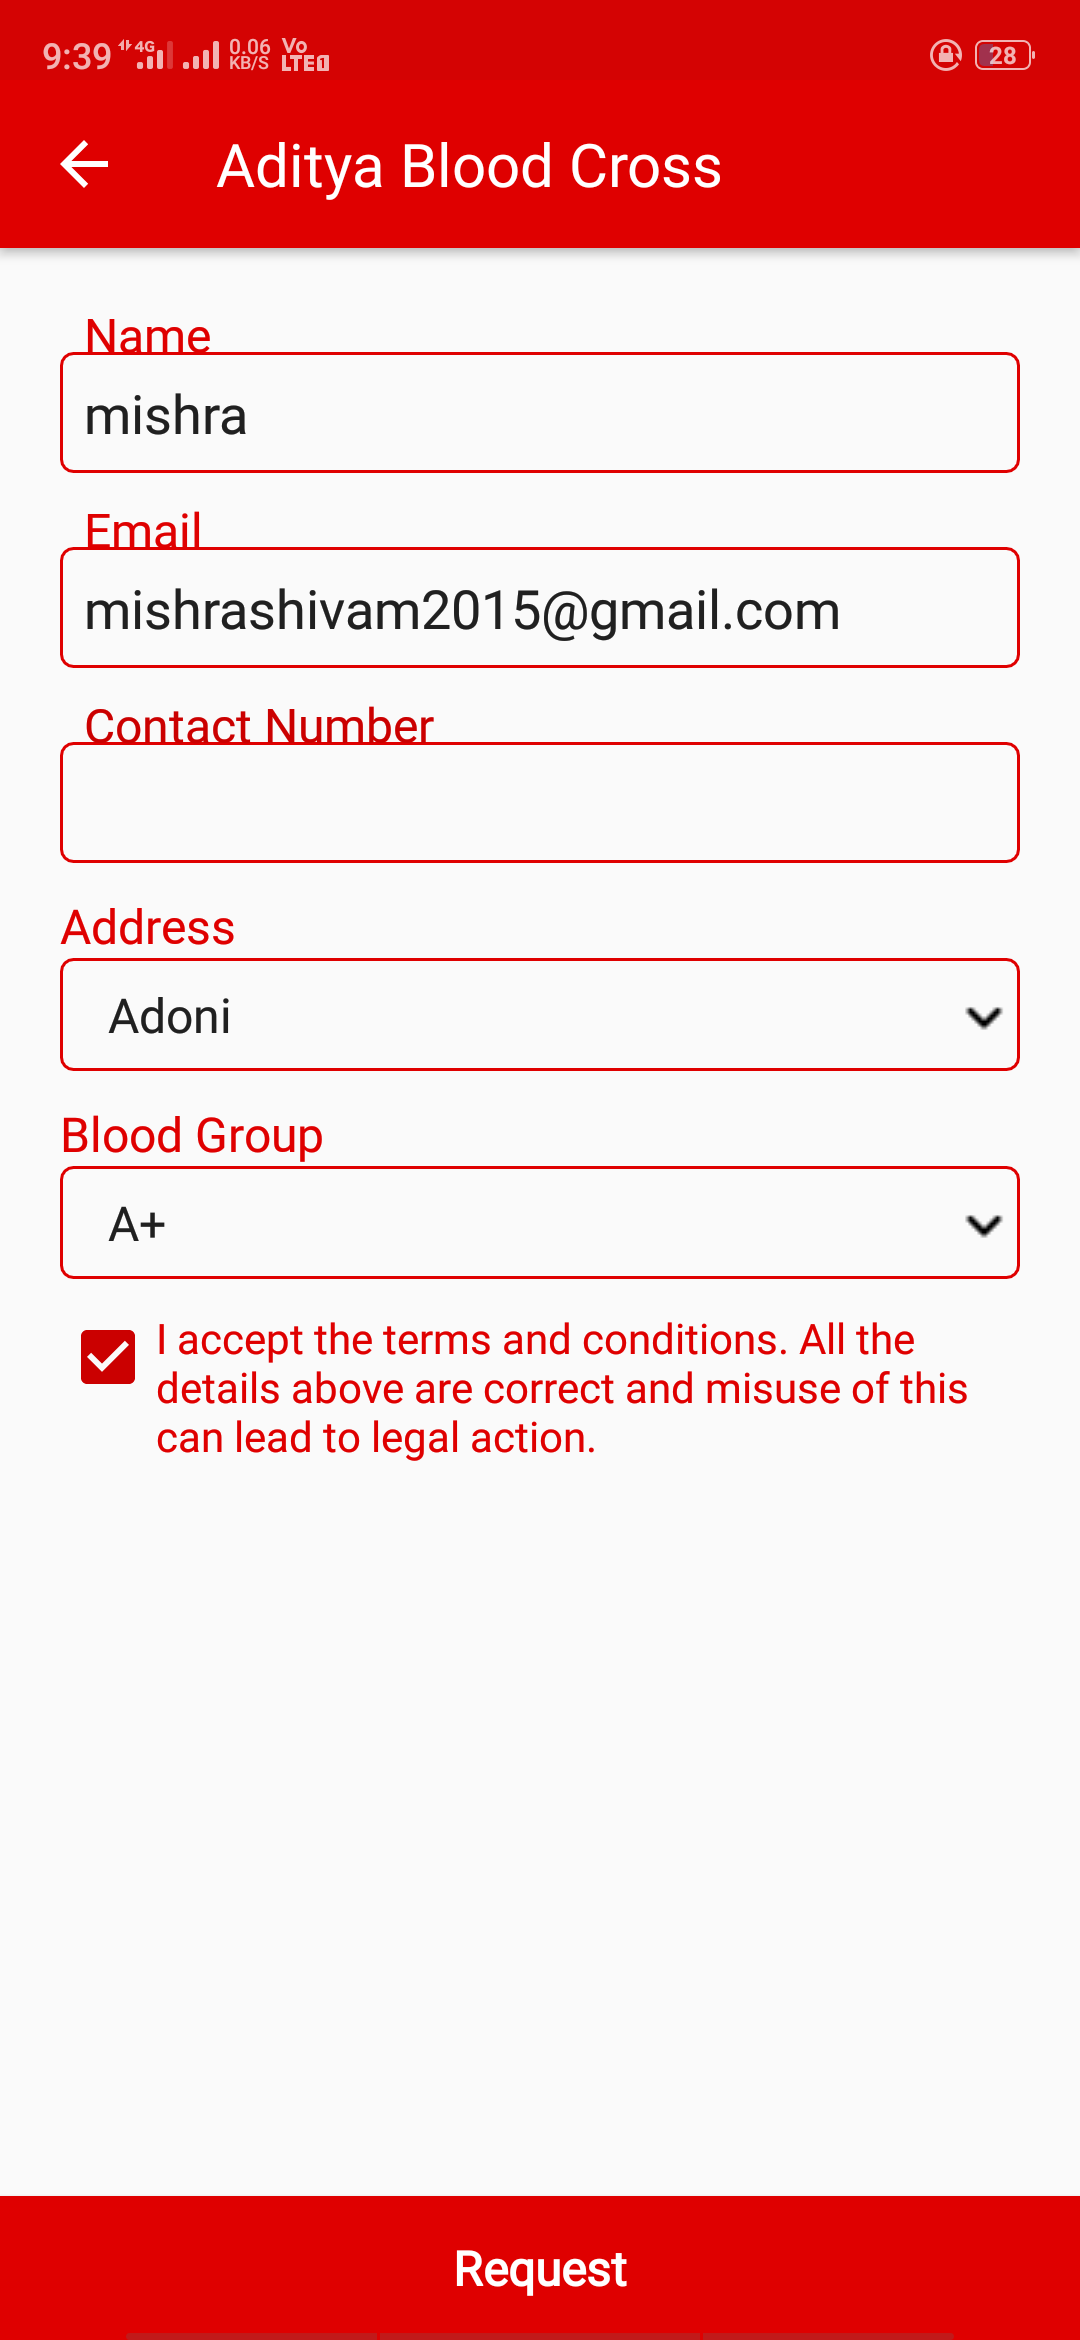 9:39 4G 0.06 KB/S Vo LTE1 28
Aditya Blood Cross
Name
mishra
Email
mishrashivam2015@gmail.com
Contact Number
Address
Adoni
Blood Group
A+
I accept the terms and conditions. All the
details above are correct and misuse of this
can lead to legal action.
Request